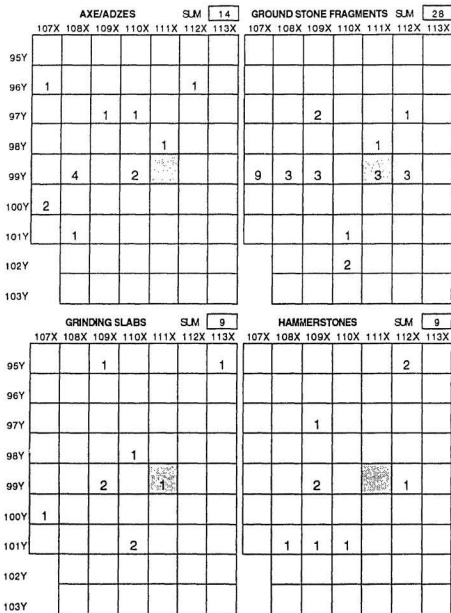 AXE/ADZES SUM 14 GROUND STONE FRAGMENTS SUM 28
107X 108X 109X 110X 111X 112X 113X 107X 108X 109X 110X 111X 112X 113X
95Y
96Y 1 1
97Y 1 1 2 1
98Y 1 1
99Y 4 2 9 3 3 3 3
100Y 2
101Y 1 1
102Y 2
103Y
GRINDING SLABS SUM 9 HAMMERSTONES SUM 9
107X 108X 109X 110X 111X 112X 113X 107X 108X 109X 110X 111X 112X 113X
95Y 1 1 2
96Y
97Y 1
98Y 1
99Y 2 1 2 1
100Y 1
101Y 2 1 1 1
102Y
103Y